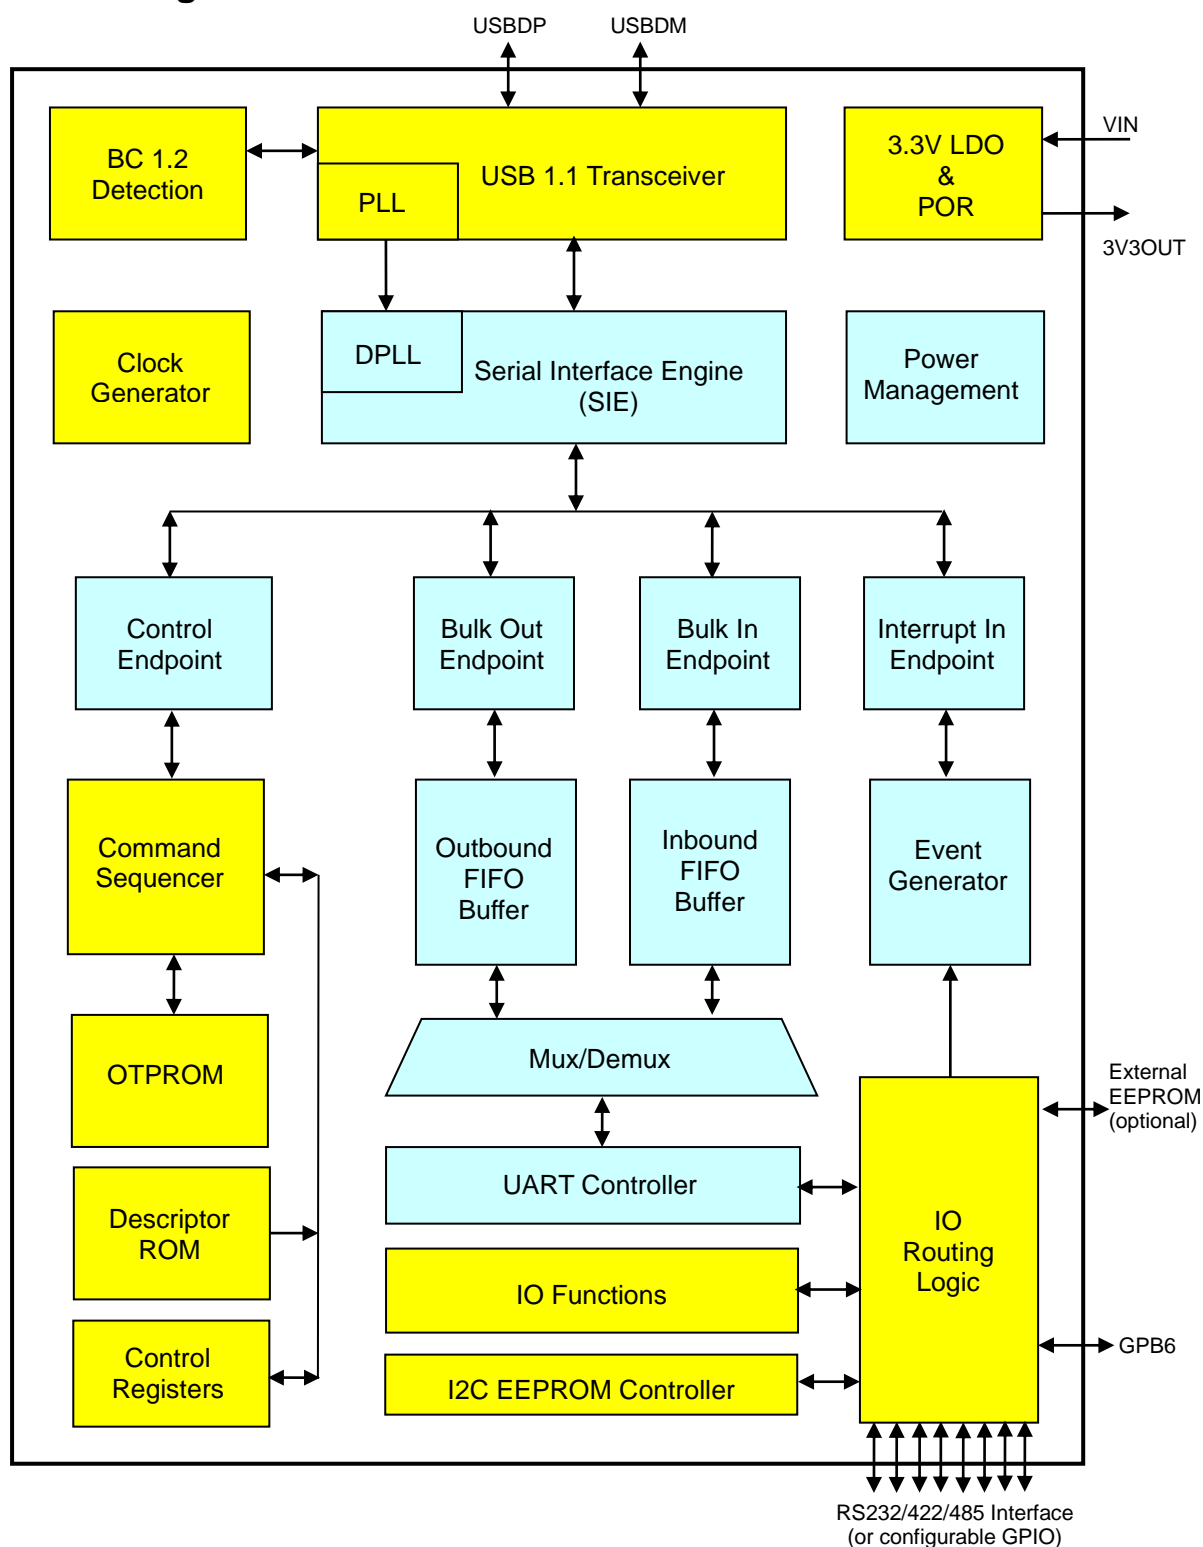 USBDP
USBDM
BC 1.2
Detection
USB 1.1 Transceiver
PLL
3.3V LDO
&
POR
VIN
3V3OUT
Clock
Generator
DPLL
Serial Interface Engine
(SIE)
Power
Management
Control
Endpoint
Bulk Out
Endpoint
Bulk In
Endpoint
Interrupt In
Endpoint
Command
Sequencer
Outbound
FIFO
Buffer
Inbound
FIFO
Buffer
Event
Generator
OTPROM
Mux/Demux
External
EEPROM
(optional)
Descriptor
ROM
UART Controller
IO
Routing
Logic
IO Functions
GPB6
Control
Registers
I2C EEPROM Controller
RS232/422/485 Interface
(or configurable GPIO)